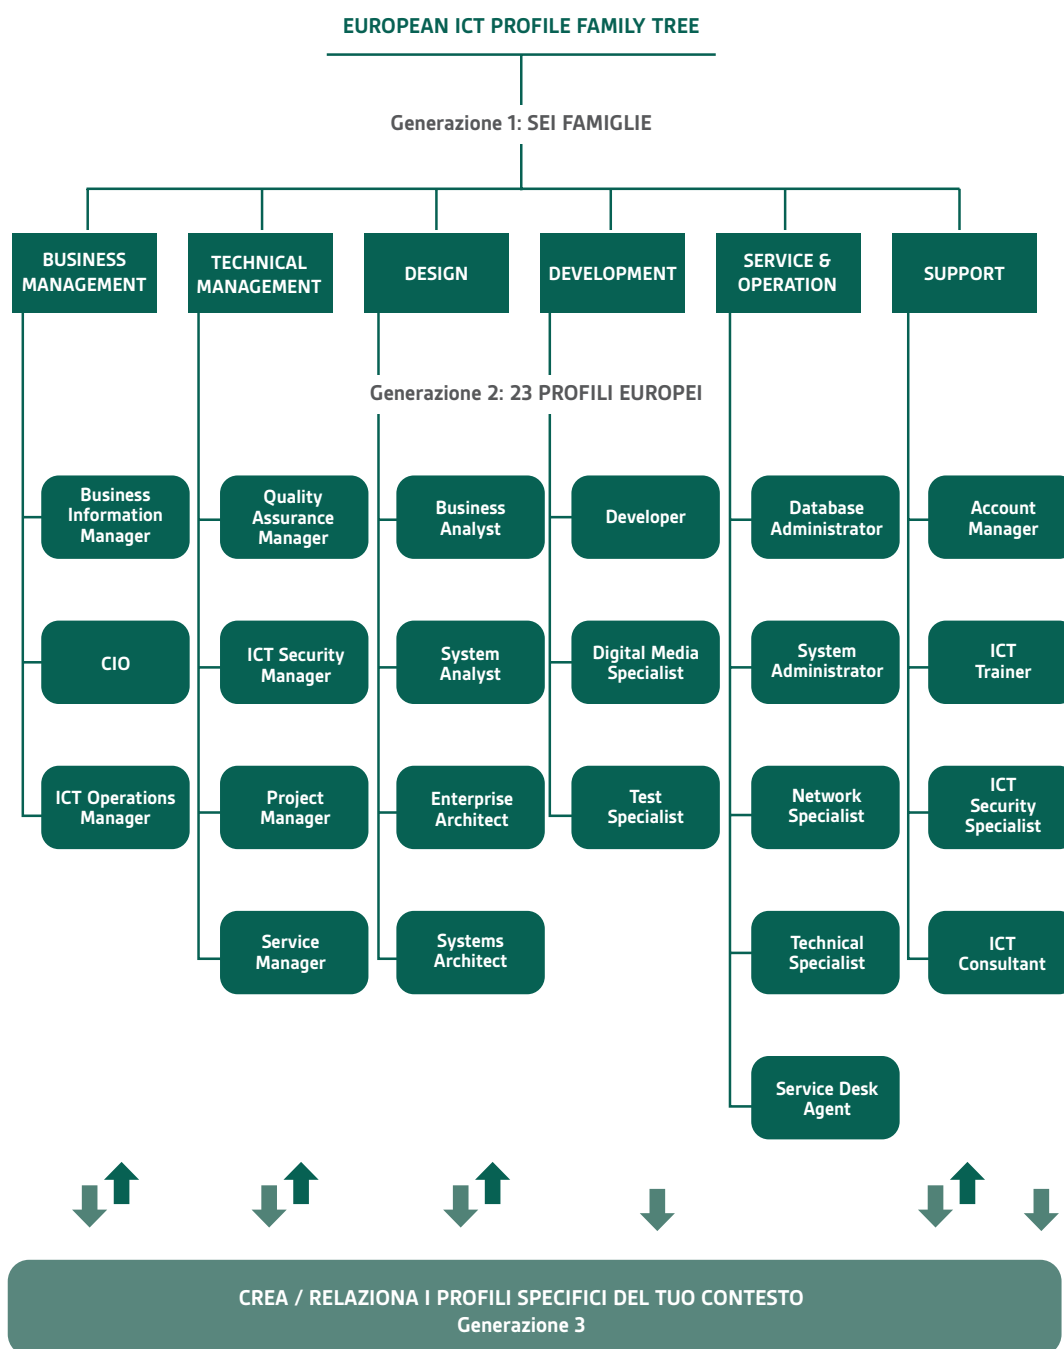 EUROPEAN ICT PROFILE FAMILY TREE
Generazione 1: SEI FAMIGLIE
BUSINESS
MANAGEMENT
TECHNICAL
MANAGEMENT
DESIGN
DEVELOPMENT
SERVICE &
OPERATION
SUPPORT
Generazione 2: 23 PROFILI EUROPEI
Business
Information
Manager
Quality
Assurance
Manager
Business
Analyst
Developer
Database
Administrator
Account
Manager
CIO
ICT Security
Manager
System
Analyst
Digital Media
Specialist
System
Administrator
ICT
Trainer
ICT Operations
Manager
Project
Manager
Enterprise
Architect
Test
Specialist
Network
Specialist
ICT
Security
Specialist
Service
Manager
Systems
Architect
Technical
Specialist
ICT
Consultant
Service Desk
Agent
CREA / RELAZIONA I PROFILI SPECIFICI DEL TUO CONTESTO
Generazione 3